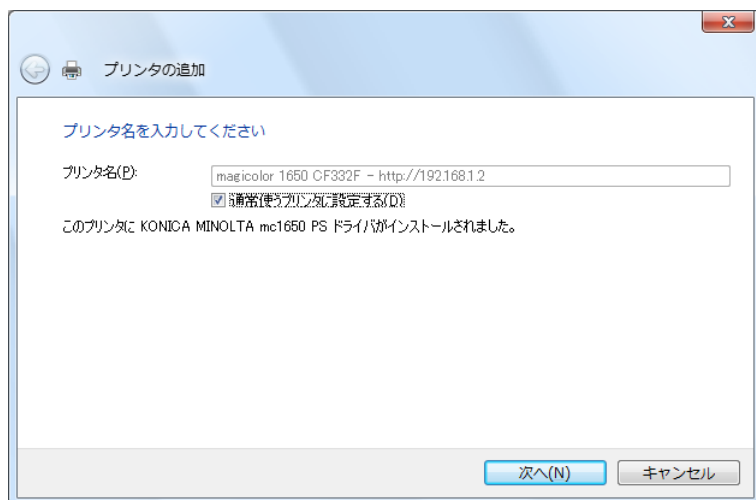 プリンタの追加
プリンタ名を入力してください
プリンタ名(P): magicolor 1650 CF332F - http://192.168.1.2
通常使うプリンタに設定する(D)
このプリンタに KONICA MINOLTA mc1650 PS ドライバがインストールされました。
次へ(N) キャンセル